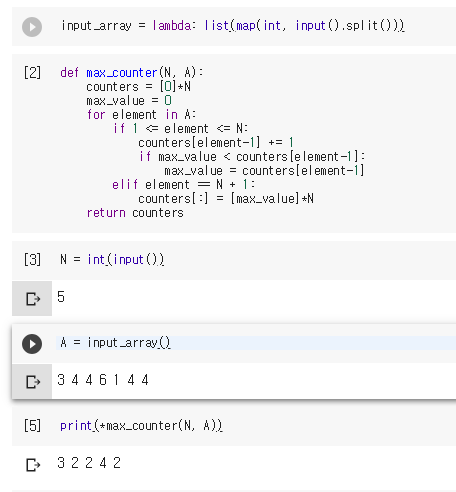 input_array = lambda: list(map(int, input().split()))
[2] def max_counter(N, A):
    counters = [0]*N
    max_value = 0
    for element in A:
        if 1 <= element <= N:
            counters[element-1] += 1
            if max_value < counters[element-1]:
                max_value = counters[element-1]
        elif element == N + 1:
            counters[:] = [max_value]*N
    return counters
[3] N = int(input())
5
A = input_array()
3 4 4 6 1 4 4
[5] print(*max_counter(N, A))
3 2 2 4 2